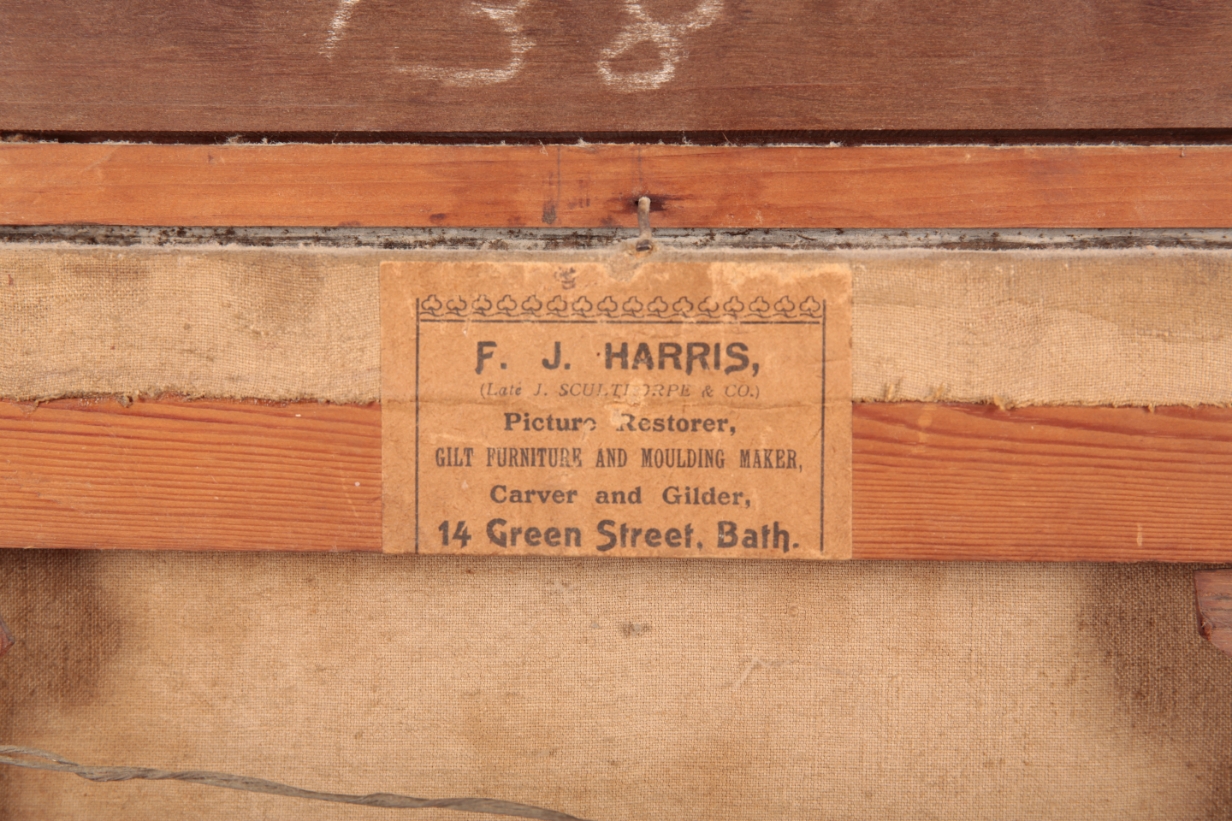 38
F. J. HARRIS,
(Late J. SCULTHORPE & CO.)
Picture Restorer,
GILT FURNITURE AND MOULDING MAKER,
Carver and Gilder,
14 Green Street, Bath.